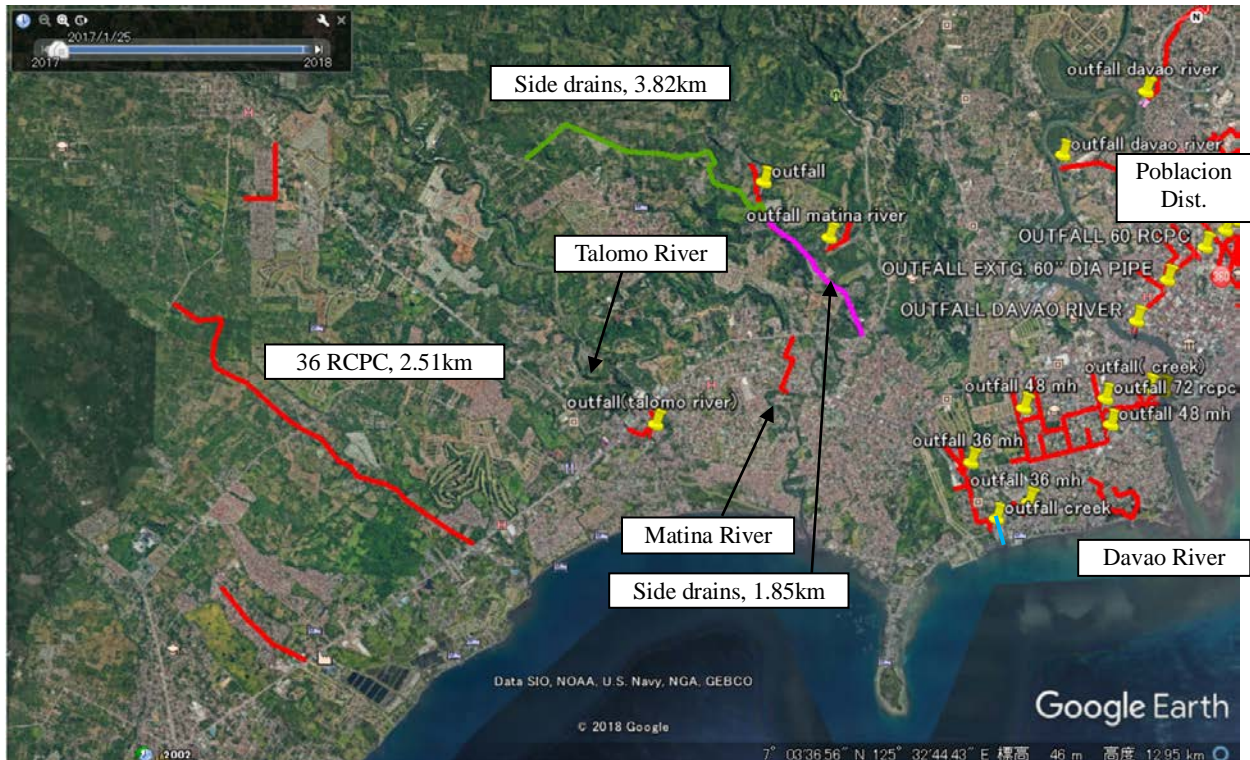 2017/1/25
2017
2018
N
outfall davao river
Side drains, 3.82km
outfall davao river
Poblacion
Dist.
outfall
outfall matina river
OUTFALL 60 RCPC
Talomo River
OUTFALL EXTG. 60" DIA PIPE
OUTFALL DAVAO RIVER
36 RCPC, 2.51km
outfall( creek)
outfall 48 mh
outfall 72 rcpc
outfall(talomo river)
outfall 48 mh
outfall 36 mh
outfall 36 mh
outfall creek
Matina River
Davao River
Side drains, 1.85km
Data SIO, NOAA, U.S. Navy, NGA, GEBCO
© 2018 Google
Google Earth
2002
7° 03'36.56" N 125° 32'44.43" E 標高 46 m 高度 12.95 km